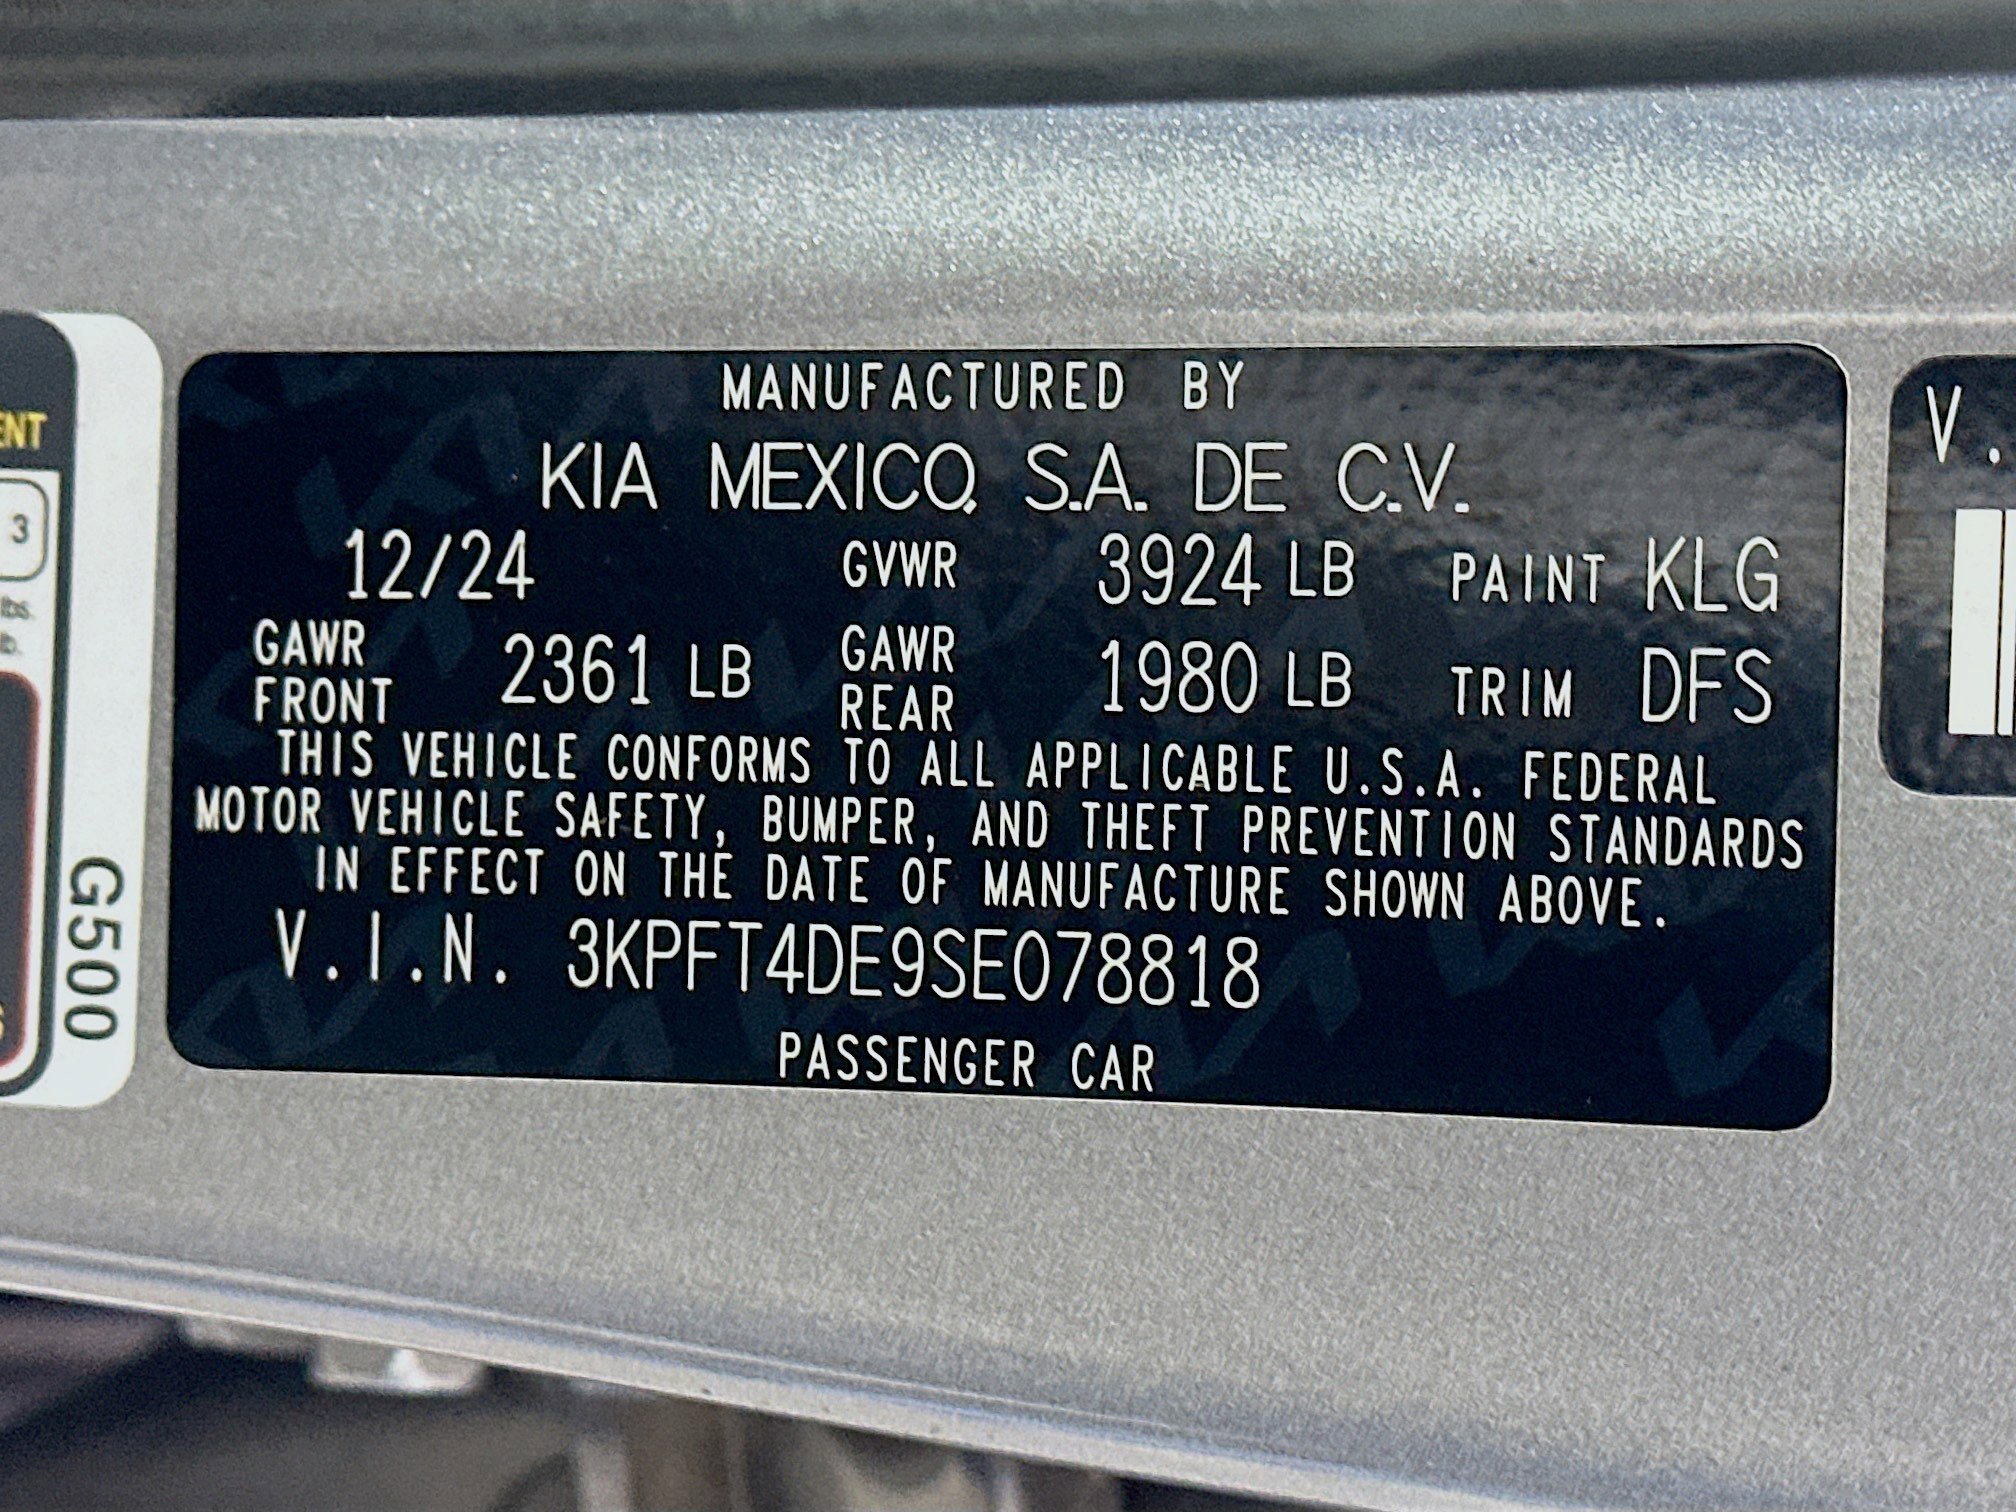 MANUFACTURED BY
KIA MEXICO, S.A. DE C.V.
12/24 GVWR 3924 LB PAINT KLG
GAWR FRONT 2361 LB GAWR REAR 1980 LB TRIM DFS
THIS VEHICLE CONFORMS TO ALL APPLICABLE U.S.A. FEDERAL
MOTOR VEHICLE SAFETY, BUMPER, AND THEFT PREVENTION STANDARDS
IN EFFECT ON THE DATE OF MANUFACTURE SHOWN ABOVE.
V.I.N. 3KPFT4DE9SE078818
PASSENGER CAR
3
lbs.
G500
V.